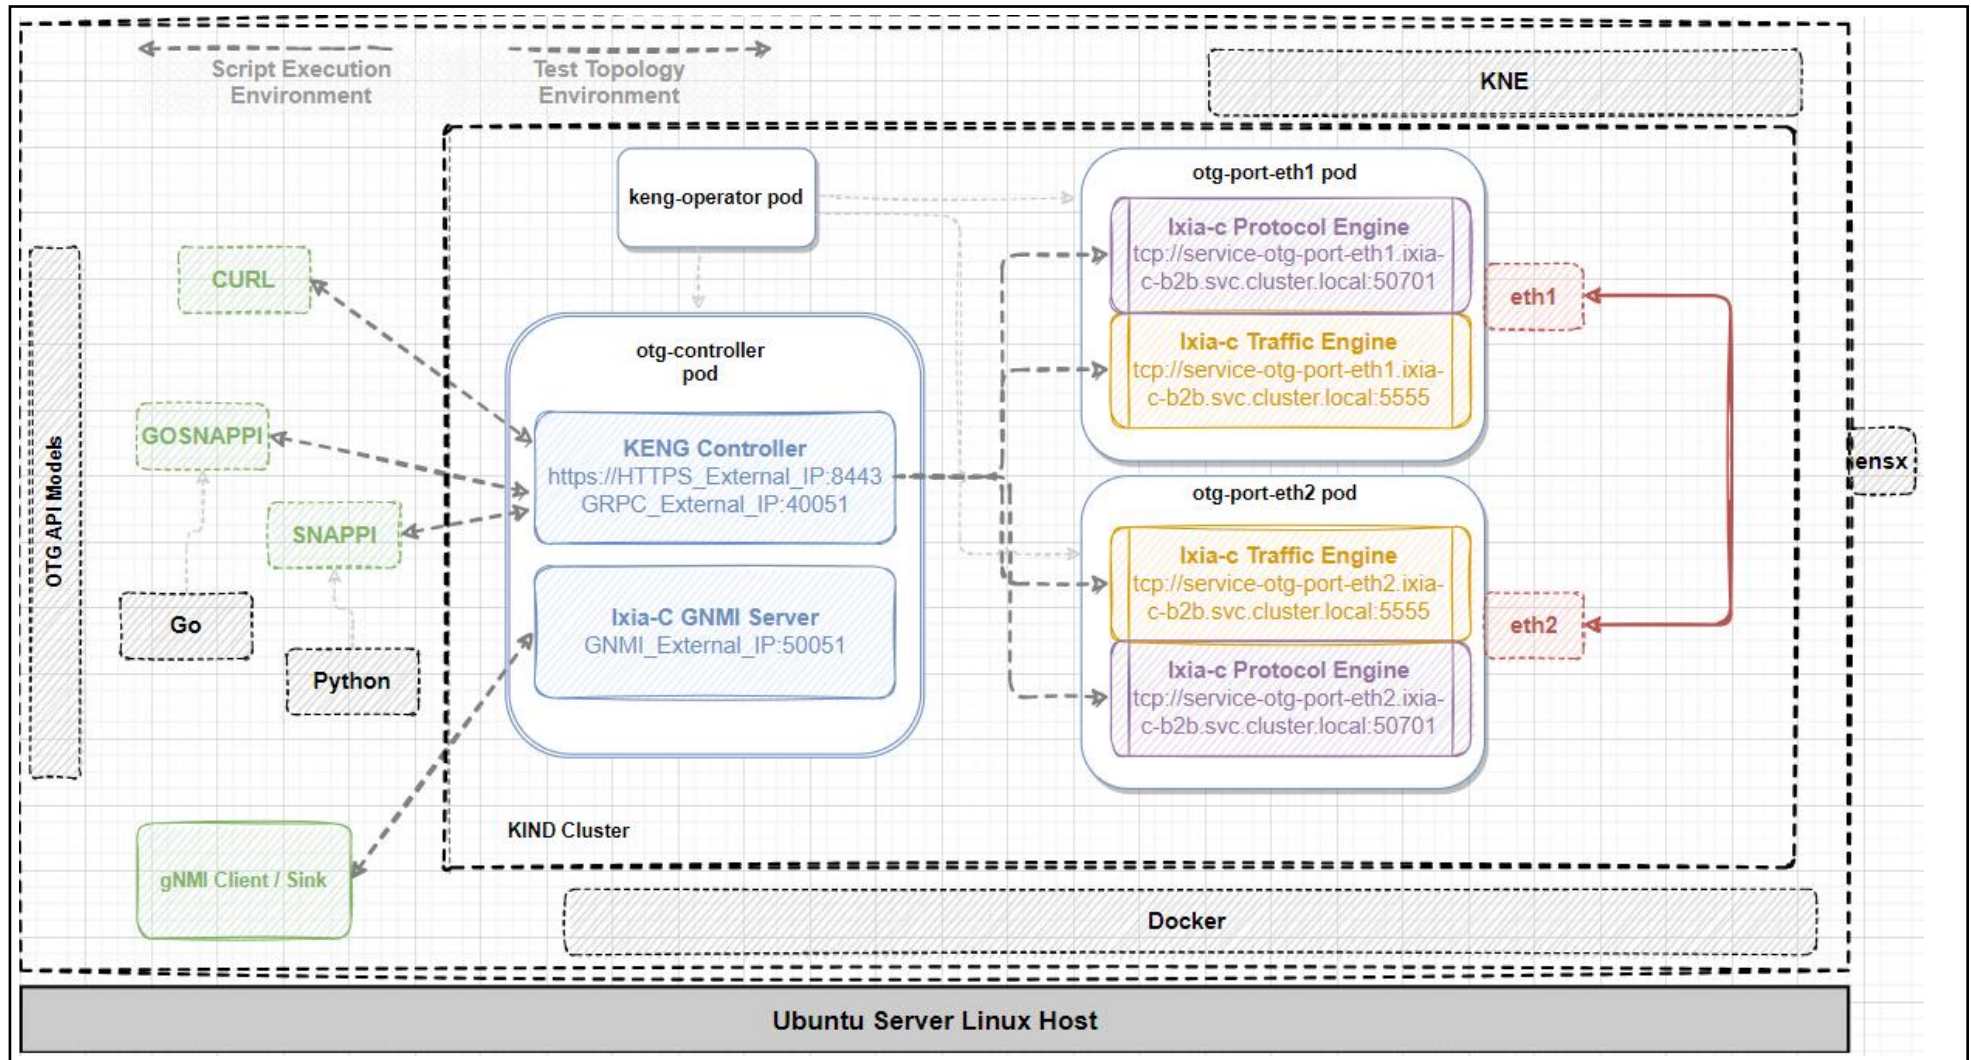 Script Execution
Environment
Test Topology
Environment
KNE
keng-operator pod
otg-port-eth1 pod
Ixia-c Protocol Engine
tcp://service-otg-port-eth1.ixia-
c-b2b.svc.cluster.local:50701
Ixia-c Traffic Engine
tcp://service-otg-port-eth1.ixia-
c-b2b.svc.cluster.local:5555
eth1
CURL
GOSNAPPI
SNAPPI
Go
Python
OTG API Models
otg-controller
pod
KENG Controller
https://HTTPS_External_IP:8443
GRPC_External_IP:40051
Ixia-C GNMI Server
GNMI_External_IP:50051
otg-port-eth2 pod
Ixia-c Traffic Engine
tcp://service-otg-port-eth2.ixia-
c-b2b.svc.cluster.local:5555
Ixia-c Protocol Engine
tcp://service-otg-port-eth2.ixia-
c-b2b.svc.cluster.local:50701
eth2
ensx
KIND Cluster
gNMI Client / Sink
Docker
Ubuntu Server Linux Host